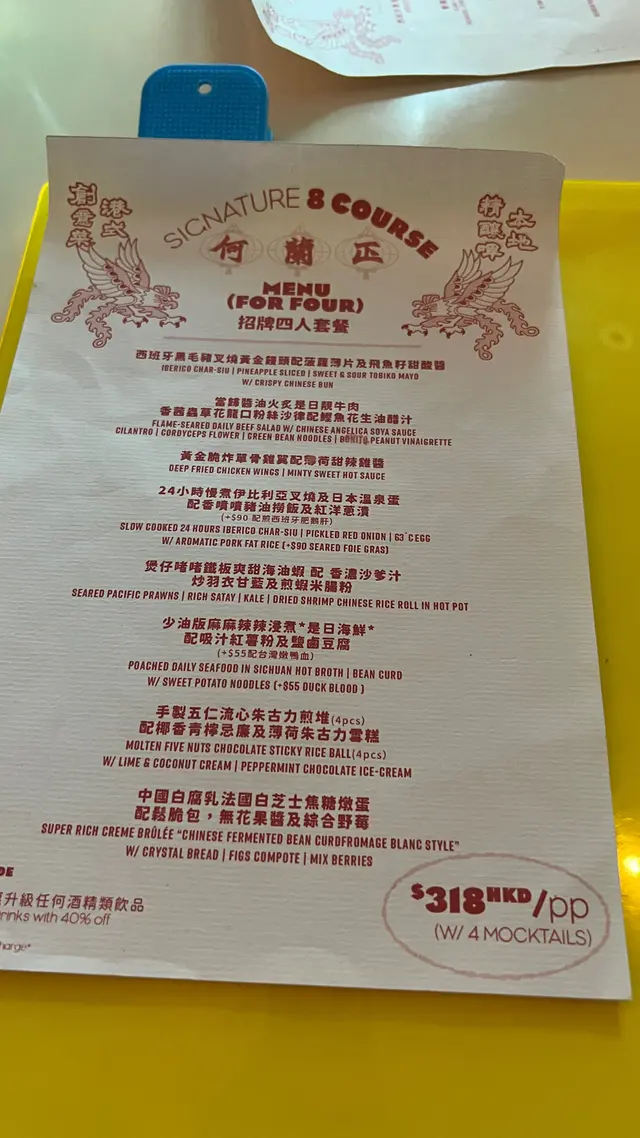 創意菜
港式
SIGNATURE 8 COURSE
精釀啤
本地
何蘭正
MENU
(FOR FOUR)
招牌四人套餐
西班牙黑毛豬叉燒黃金饅頭配菠蘿薄片及飛魚籽甜酸醬
IBERICO CHAR-SIU | PINEAPPLE SLICED | SWEET & SOUR TOBIKO MAYO
W/ CRISPY CHINESE BUN
當歸醬油火炙是日靚牛肉
香茜蟲草花龍口粉絲沙律配鰹魚花生油醋汁
FLAME-SEARED DAILY BEEF SALAD W/ CHINESE ANGELICA SOYA SAUCE
CILANTRO | CORDYCEPS FLOWER | GREEN BEAN NOODLES | BONITO PEANUT VINAIGRETTE
黃金脆炸單骨雞翼配薄荷甜辣雞醬
DEEP FRIED CHICKEN WINGS | MINTY SWEET HOT SAUCE
24小時慢煮伊比利亞叉燒及日本溫泉蛋
配香噴噴豬油撈飯及紅洋蔥漬
(+$90 配煎西班牙肥鵝肝)
SLOW COOKED 24 HOURS IBERICO CHAR-SIU | PICKLED RED ONION | 63°C EGG
W/ AROMATIC PORK FAT RICE (+$90 SEARED FOIE GRAS)
煲仔啫啫鐵板爽甜海油蝦 配 香濃沙爹汁
炒羽衣甘藍及煎蝦米腸粉
SEARED PACIFIC PRAWNS | RICH SATAY | KALE | DRIED SHRIMP CHINESE RICE ROLL IN HOT POT
少油版麻麻辣辣浸煮*是日海鮮*
配吸汁紅薯粉及鹽鹵豆腐
(+$55配台灣嫩鴨血)
POACHED DAILY SEAFOOD IN SICHUAN HOT BROTH | BEAN CURD
W/ SWEET POTATO NOODLES (+$55 DUCK BLOOD )
手製五仁流心朱古力煎堆(4pcs)
配椰香青檸忌廉及薄荷朱古力雪糕
MOLTEN FIVE NUTS CHOCOLATE STICKY RICE BALL(4pcs)
W/ LIME & COCONUT CREAM | PEPPERMINT CHOCOLATE ICE-CREAM
中國白腐乳法國白芝士焦糖燉蛋
配鬆脆包，無花果醬及綜合野莓
SUPER RICH CREME BRÛLÉE "CHINESE FERMENTED BEAN CURDFROMAGE BLANC STYLE"
W/ CRYSTAL BREAD | FIGS COMPOTE | MIX BERRIES
升級任何酒精類飲品
rinks with 40% off
harge*
$318HKD/pp
(W/ 4 MOCKTAILS)